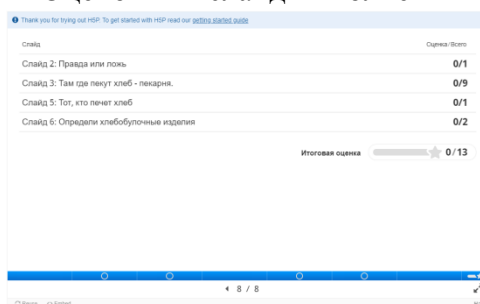 Thank you for trying out H5P. To get started with H5P read our getting started guide
Слайд Оценка/Всего
Слайд 2: Правда или ложь 0/1
Слайд 3: Там где пекут хлеб - пекарня. 0/9
Слайд 5: Тот, кто печет хлеб 0/1
Слайд 6: Определи хлебобулочные изделия 0/2
Итоговая оценка 0/13
8 / 8
Reuse Embed